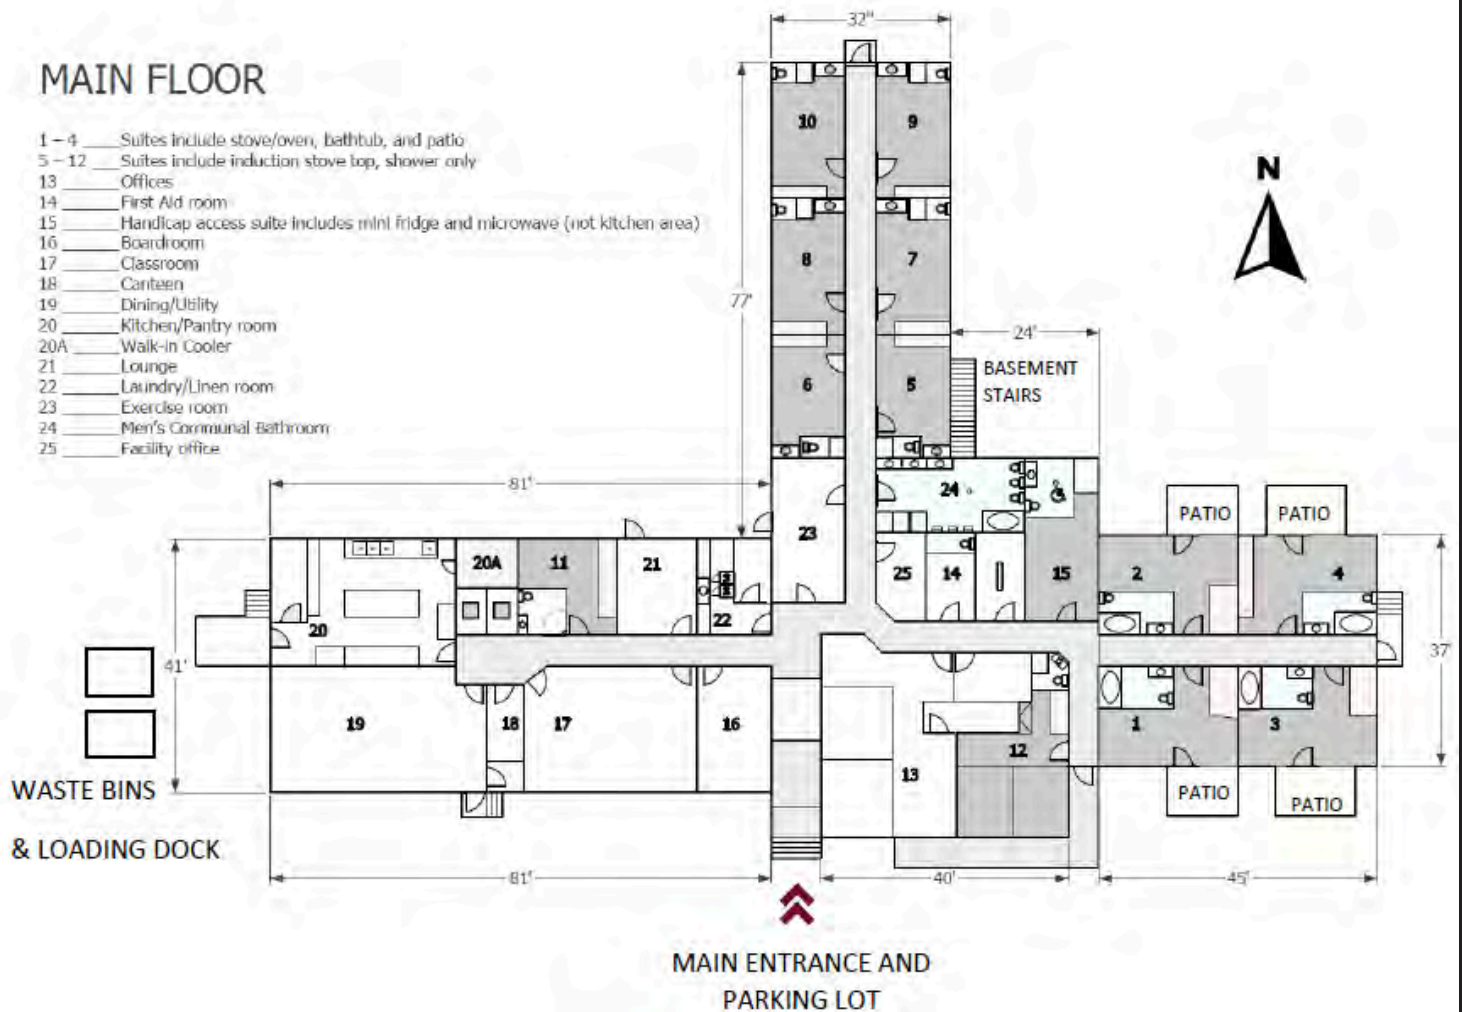 32"
MAIN FLOOR
1 – 4 ____Suites include stove/oven, bathtub, and patio
5 – 12 ___Suites include induction stove top, shower only
13 ______Offices
14 ______First Aid room
15 ______Handicap access suite includes mini fridge and microwave (not kitchen area)
16 ______Boardroom
17 ______Classroom
18 ______Canteen
19 ______Dining/Utility
20 ______Kitchen/Pantry room
20A _____Walk-in Cooler
21 ______Lounge
22 ______Laundry/Linen room
23 ______Exercise room
24 ______Men's Communal Bathroom
25 ______Facility office
N
10
9
8
7
77'
24'
BASEMENT
STAIRS
6
5
81'
24
PATIO
PATIO
23
20A
11
21
25
14
15
2
4
22
20
41'
37'
19
18
17
16
13
12
1
3
WASTE BINS
& LOADING DOCK
PATIO
PATIO
81'
40'
45'
MAIN ENTRANCE AND
PARKING LOT